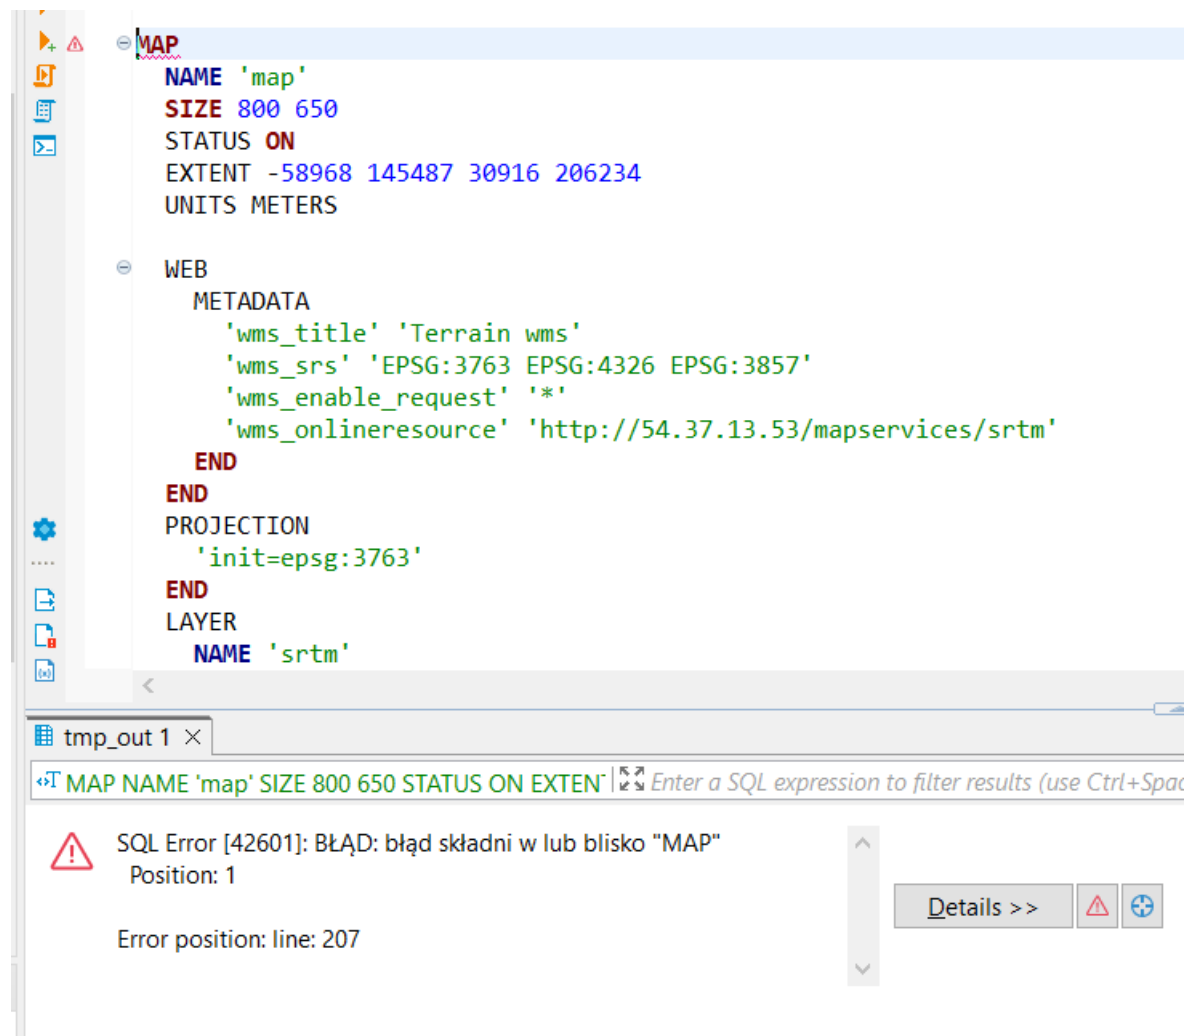 MAP
NAME 'map'
SIZE 800 650
STATUS ON
EXTENT -58968 145487 30916 206234
UNITS METERS
WEB
METADATA
'wms_title' 'Terrain wms'
'wms_srs' 'EPSG:3763 EPSG:4326 EPSG:3857'
'wms_enable_request' '*'
'wms_onlineresource' 'http://54.37.13.53/mapservices/srtm'
END
END
PROJECTION
'init=epsg:3763'
END
LAYER
NAME 'srtm'
tmp_out 1
MAP NAME 'map' SIZE 800 650 STATUS ON EXTENT Enter a SQL expression to filter results (use Ctrl+Spac
SQL Error [42601]: BŁĄD: błąd składni w lub blisko "MAP"
Position: 1
Details >>
Error position: line: 207